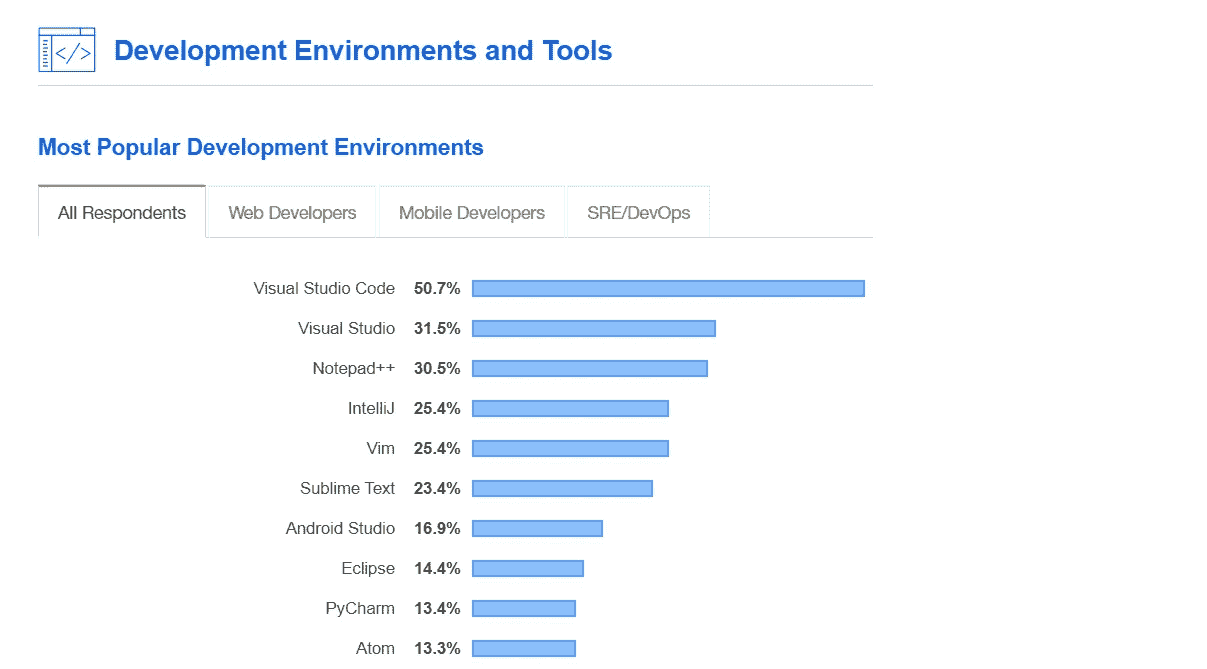 </>
Development Environments and Tools
Most Popular Development Environments
All Respondents Web Developers Mobile Developers SRE/DevOps
Visual Studio Code 50.7%
Visual Studio 31.5%
Notepad++ 30.5%
IntelliJ 25.4%
Vim 25.4%
Sublime Text 23.4%
Android Studio 16.9%
Eclipse 14.4%
PyCharm 13.4%
Atom 13.3%